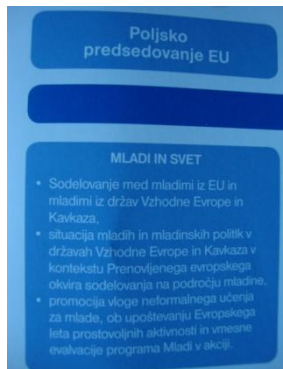 Poljsko
predsedovanje EU
MLADI IN SVET
• Sodelovanje med mladimi iz EU in
mladimi iz držav Vzhodne Evrope in
Kavkaza,
• situacija mladih in mladinskih politik v
državah Vzhodne Evrope in Kavkaza v
kontekstu Prenovljenega evropskega
okvira sodelovanja na področju mladine,
• promocija vloge neformalnega učenja
za mlade, ob upoštevanju Evropskega
leta prostovoljnih aktivnosti in vmesne
evalvacije programa Mladi v akciji.